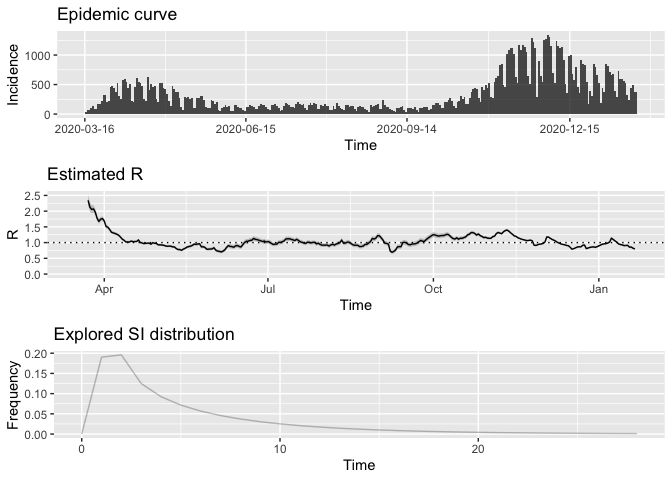 Epidemic curve
Incidence
1000
500
0
2020-03-16 2020-06-15 2020-09-14 2020-12-15
Time
Estimated R
R
2.5
2.0
1.5
1.0
0.5
0.0
Apr Jul Oct Jan
Time
Explored SI distribution
Frequency
0.20
0.15
0.10
0.05
0.00
0 10 20
Time